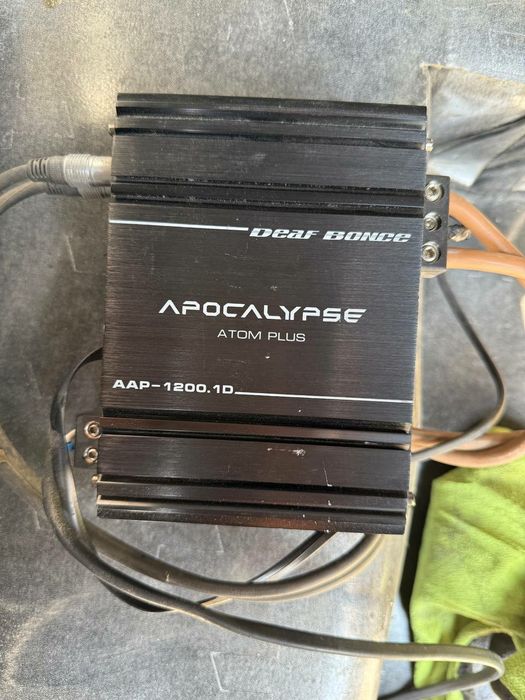 Deaf Bonce
APOCALYPSE
ATOM PLUS
AAP-1200.1D